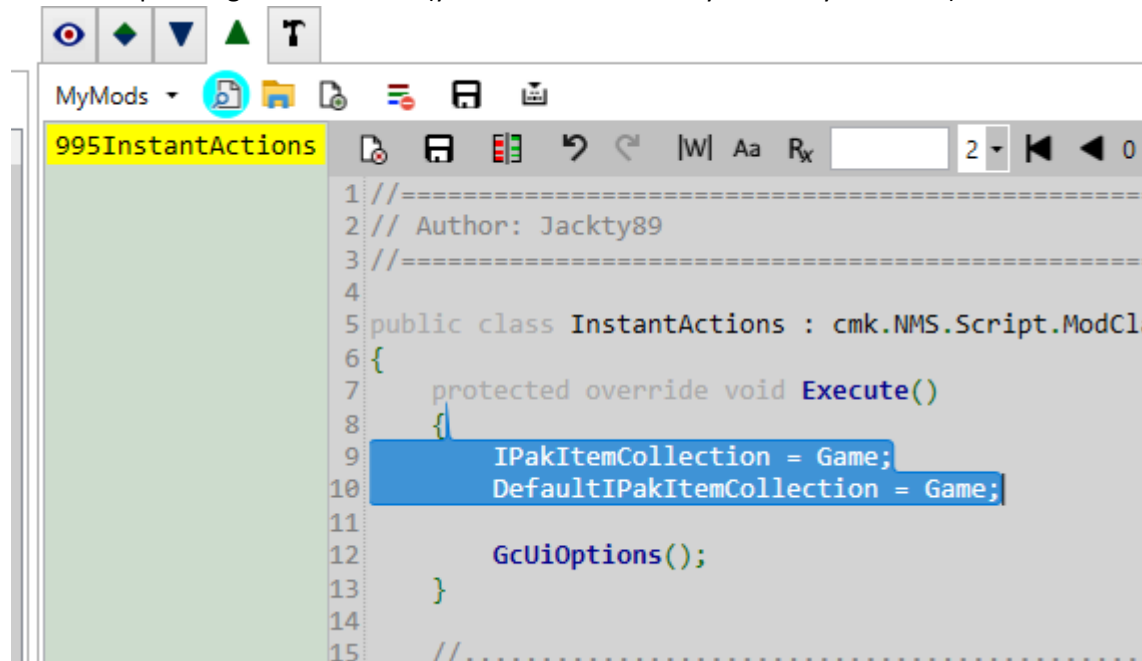 MyMods
995InstantActions |W| Aa Rx 2 0
1 //================================================
2 // Author: Jackty89
3 //================================================
4
5 public class InstantActions : cmk.NMS.Script.ModCl
6 {
7 protected override void Execute()
8 {
9 IPakItemCollection = Game;
10 DefaultIPakItemCollection = Game;
11
12 GcUiOptions();
13 }
14
15 //................................................